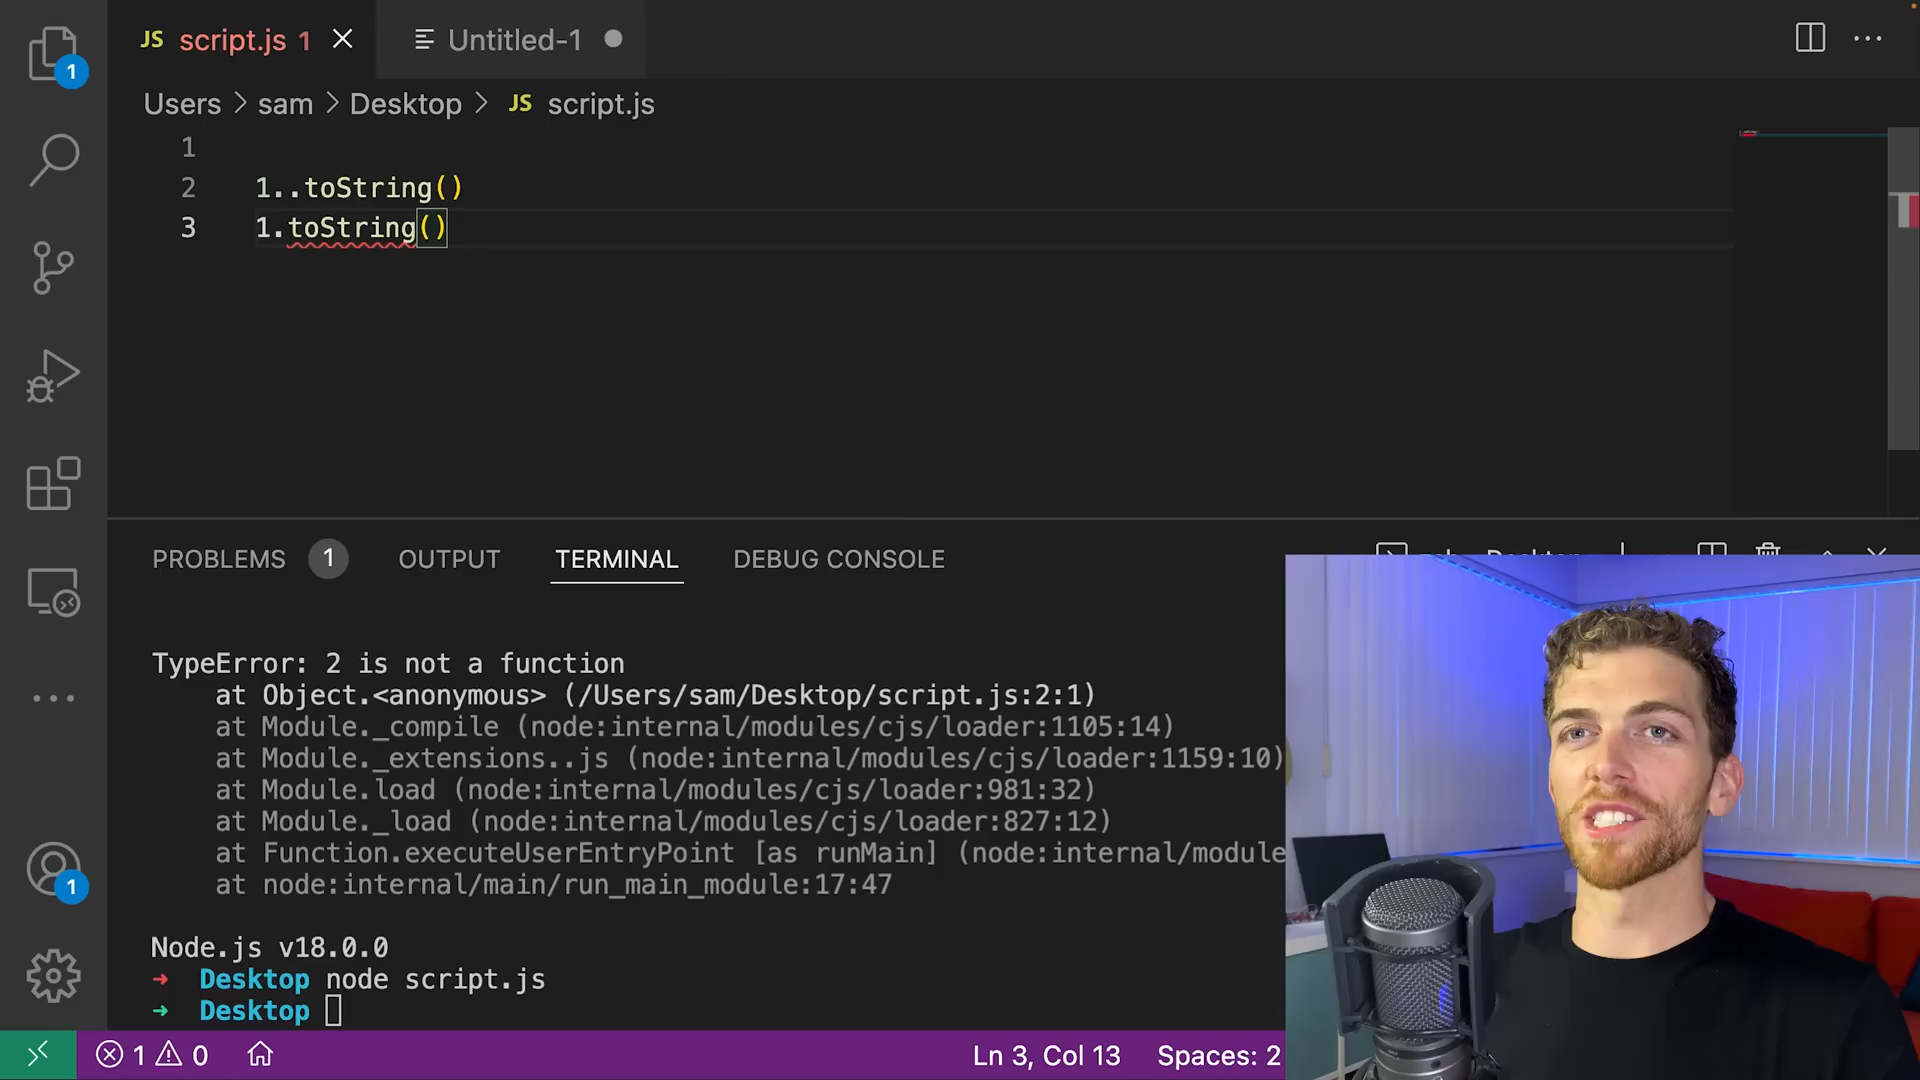 JS script.js 1
Untitled-1
1
Users > sam > Desktop > JS script.js
1
2 1..toString()
3 1.toString()
PROBLEMS 1 OUTPUT TERMINAL DEBUG CONSOLE
TypeError: 2 is not a function
at Object.<anonymous> (/Users/sam/Desktop/script.js:2:1)
at Module._compile (node:internal/modules/cjs/loader:1105:14)
at Module._extensions..js (node:internal/modules/cjs/loader:1159:10)
at Module.load (node:internal/modules/cjs/loader:981:32)
at Module._load (node:internal/modules/cjs/loader:827:12)
at Function.executeUserEntryPoint [as runMain] (node:internal/module
at node:internal/main/run_main_module:17:47
Node.js v18.0.0
➜ Desktop node script.js
➜ Desktop
1
1 0
Ln 3, Col 13 Spaces: 2